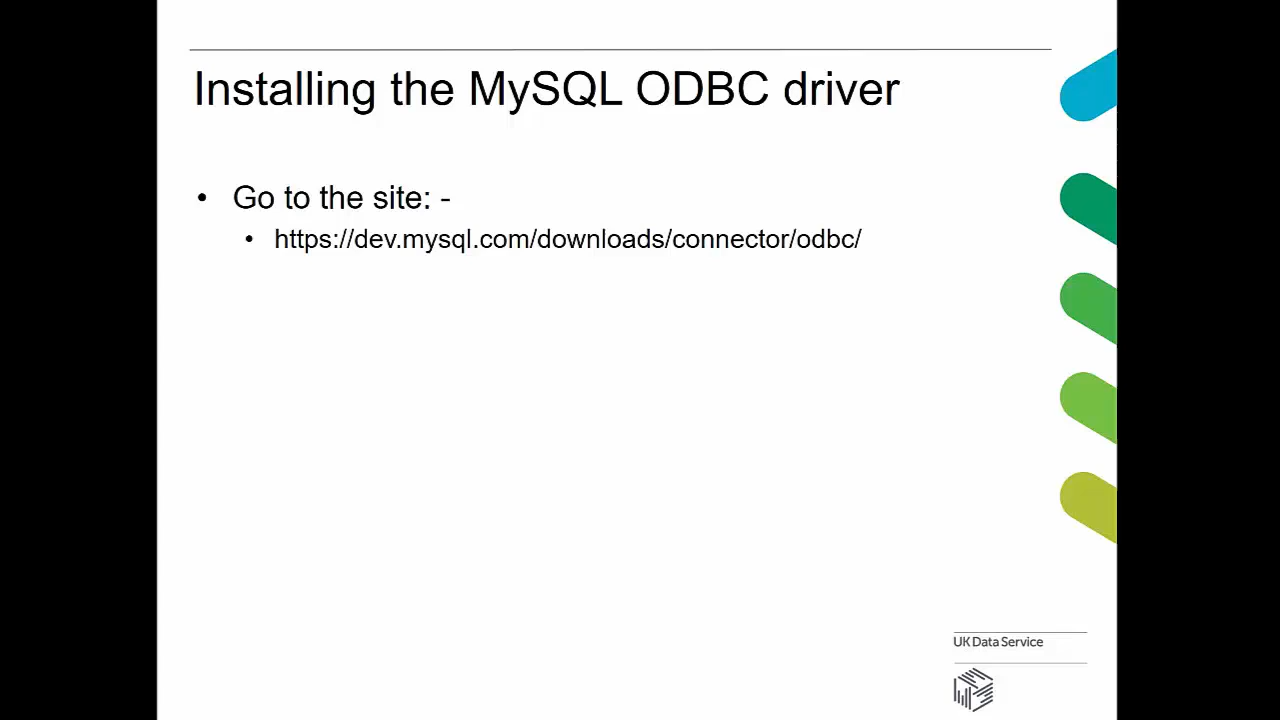 Installing the MySQL ODBC driver
• Go to the site: -
• https://dev.mysql.com/downloads/connector/odbc/
UK Data Service